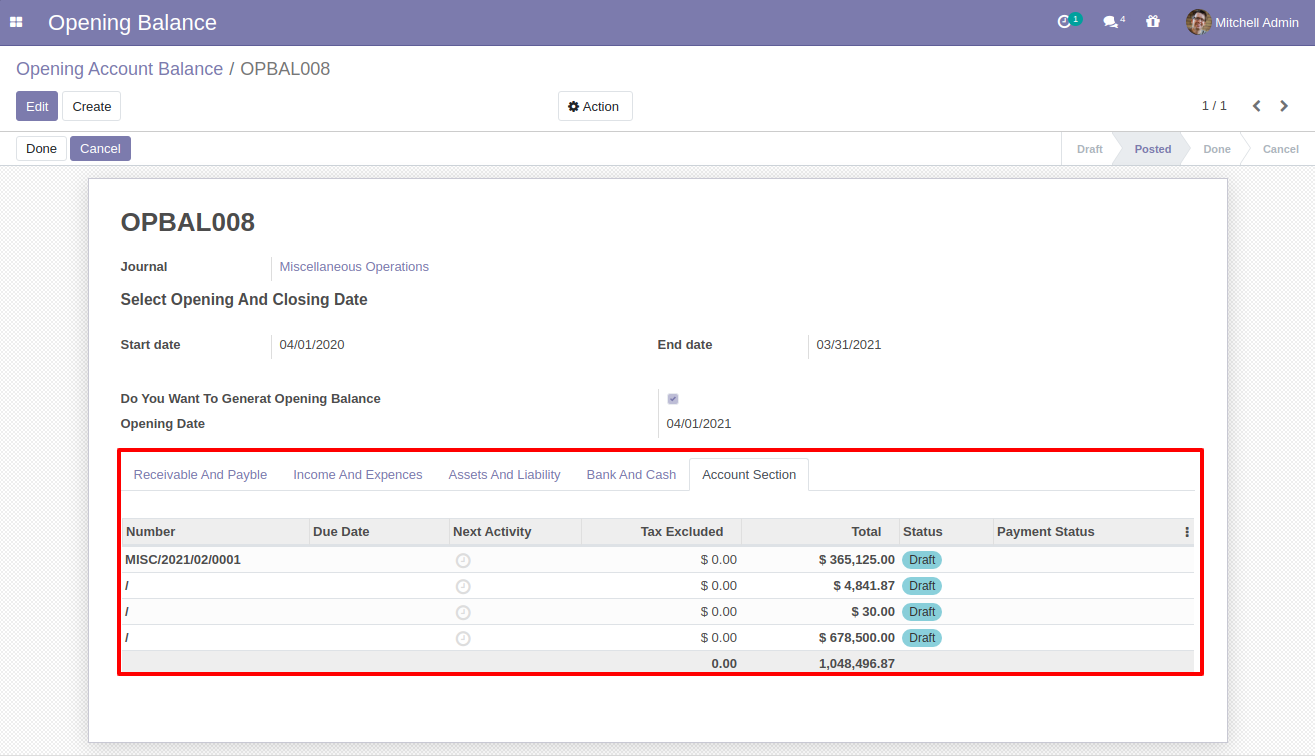 Opening Balance 1 4 Mitchell Admin
Opening Account Balance / OPBAL008
Edit Create Action 1 / 1
Done Cancel Draft Posted Done Cancel
OPBAL008
Journal Miscellaneous Operations
Select Opening And Closing Date
Start date 04/01/2020 End date 03/31/2021
Do You Want To Generat Opening Balance
Opening Date 04/01/2021
Receivable And Payble Income And Expences Assets And Liability Bank And Cash Account Section
Number Due Date Next Activity Tax Excluded Total Status Payment Status
MISC/2021/02/0001 $ 0.00 $ 365,125.00 Draft
/ $ 0.00 $ 4,841.87 Draft
/ $ 0.00 $ 30.00 Draft
/ $ 0.00 $ 678,500.00 Draft
0.00 1,048,496.87